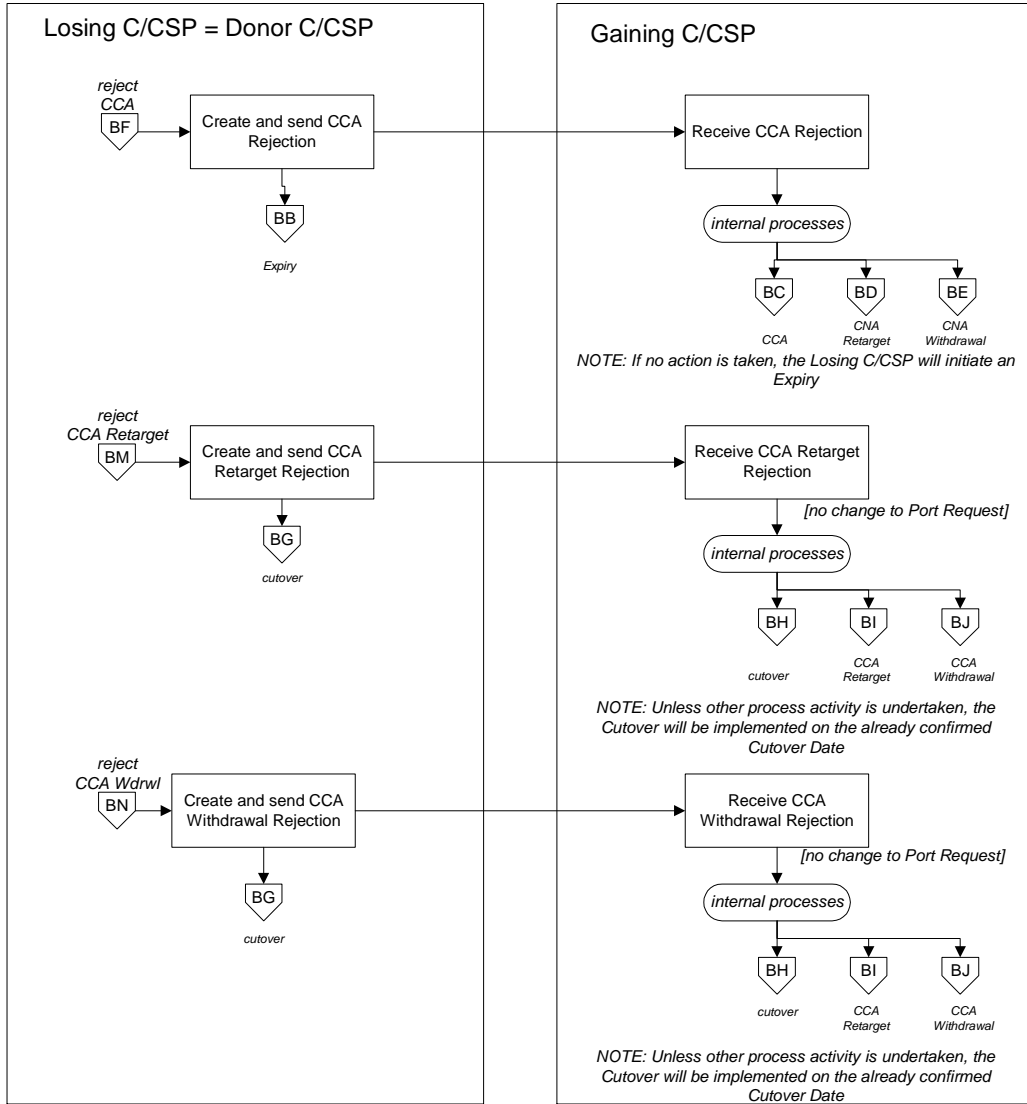 Losing C/CSP = Donor C/CSP
Gaining C/CSP
reject
CCA
BF
Create and send CCA
Rejection
Receive CCA Rejection
BB
Expiry
internal processes
BC
BD
BE
CCA
CNA
Retarget
CNA
Withdrawal
NOTE: If no action is taken, the Losing C/CSP will initiate an
Expiry
reject
CCA Retarget
BM
Create and send CCA
Retarget Rejection
Receive CCA Retarget
Rejection
[no change to Port Request]
BG
cutover
internal processes
BH
BI
BJ
cutover
CCA
Retarget
CCA
Withdrawal
NOTE: Unless other process activity is undertaken, the
Cutover will be implemented on the already confirmed
Cutover Date
reject
CCA Wdrwl
BN
Create and send CCA
Withdrawal Rejection
Receive CCA
Withdrawal Rejection
[no change to Port Request]
BG
cutover
internal processes
BH
BI
BJ
cutover
CCA
Retarget
CCA
Withdrawal
NOTE: Unless other process activity is undertaken, the
Cutover will be implemented on the already confirmed
Cutover Date